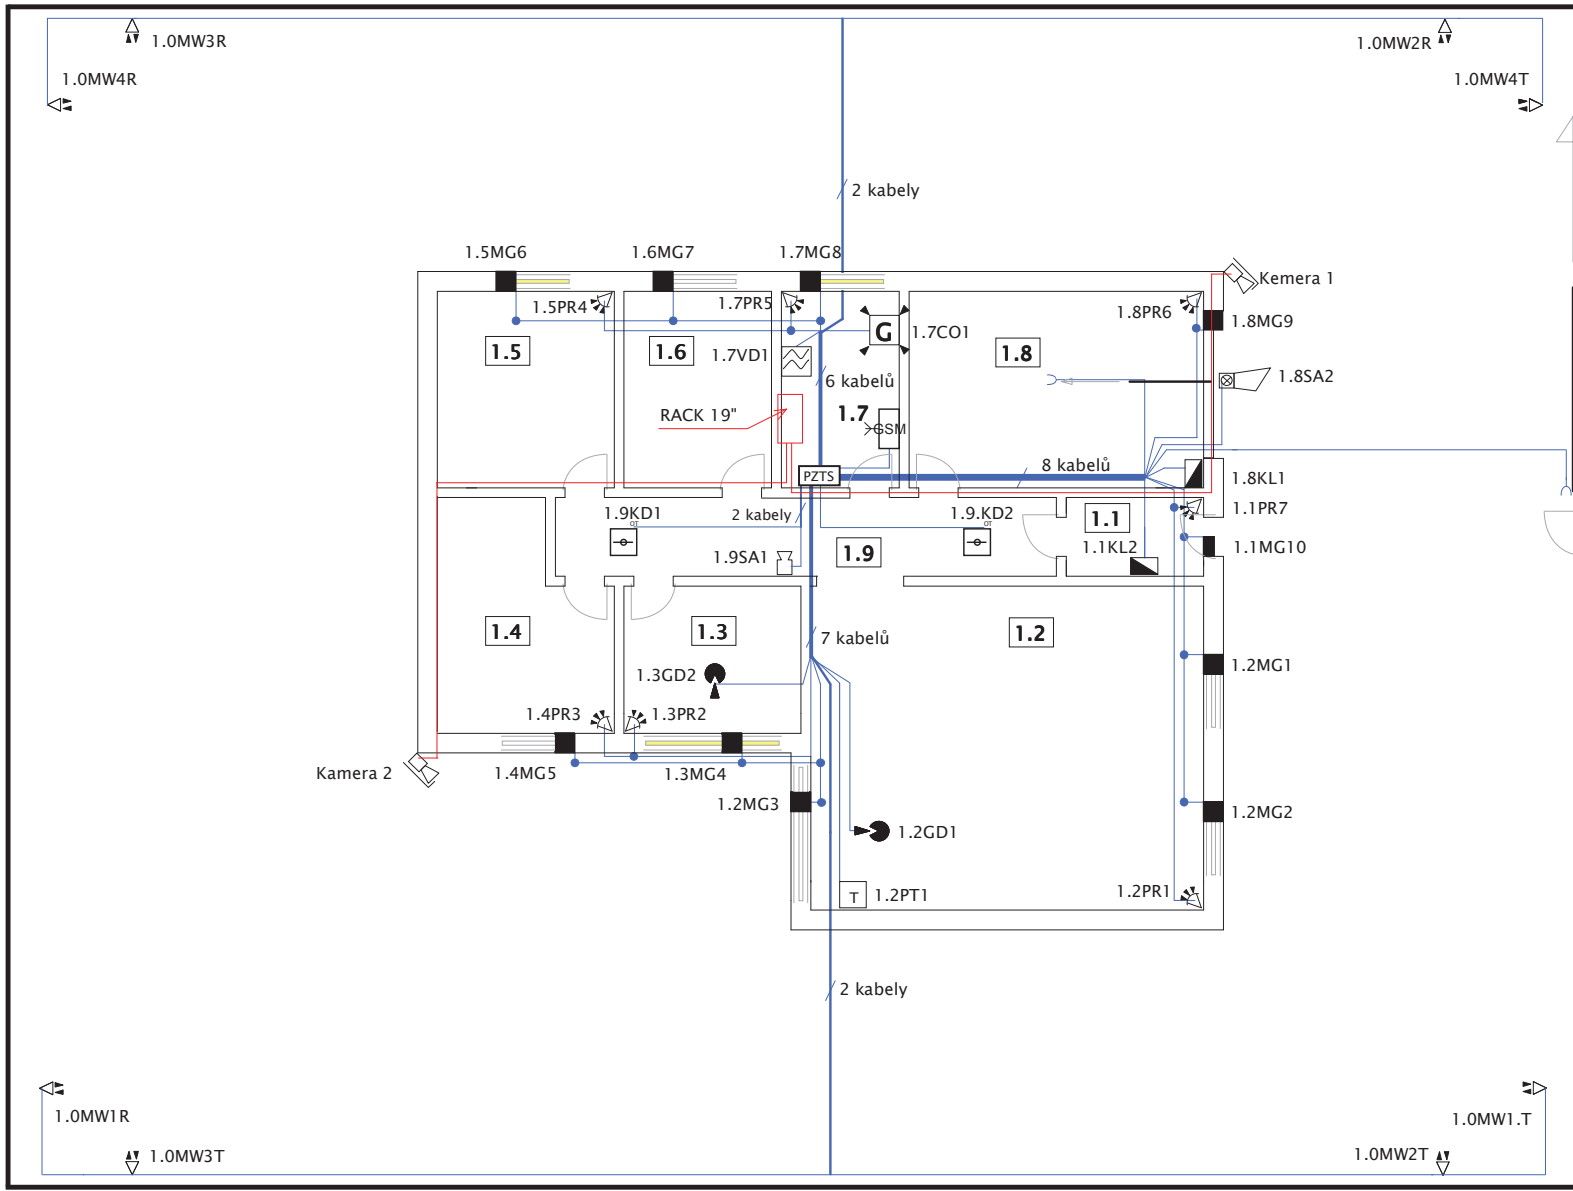 1.0MW3R
1.0MW2R
1.0MW4R
1.0MW4T
2 kabely
1.5MG6
1.6MG7
1.7MG8
Kemera 1
1.5PR4
1.7PR5
1.8PR6
1.8MG9
G
1.7CO1
1.5
1.6
1.7VD1
1.8
6 kabelů
1.8SA2
RACK 19"
1.7
GSM
PZTS
8 kabelů
1.8KL1
1.9KD1
2 kabely
1.9.KD2
1.1
1.1PR7
OT
OT
1.9SA1
1.9
1.1KL2
1.1MG10
1.4
1.3
7 kabelů
1.2
1.3GD2
1.2MG1
1.4PR3
1.3PR2
Kamera 2
1.4MG5
1.3MG4
1.2MG3
1.2MG2
1.2GD1
T
1.2PT1
1.2PR1
2 kabely
1.0MW1R
1.0MW1.T
1.0MW3T
1.0MW2T